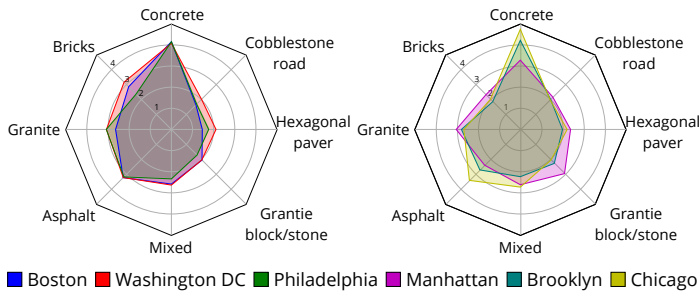 Concrete
Cobblestone
road
Hexagonal
paver
Grantie
block/stone
Mixed
Asphalt
Granite
Bricks
1
2
3
4
Concrete
Cobblestone
road
Hexagonal
paver
Grantie
block/stone
Mixed
Asphalt
Granite
Bricks
1
2
3
4
Boston Washington DC Philadelphia Manhattan Brooklyn Chicago